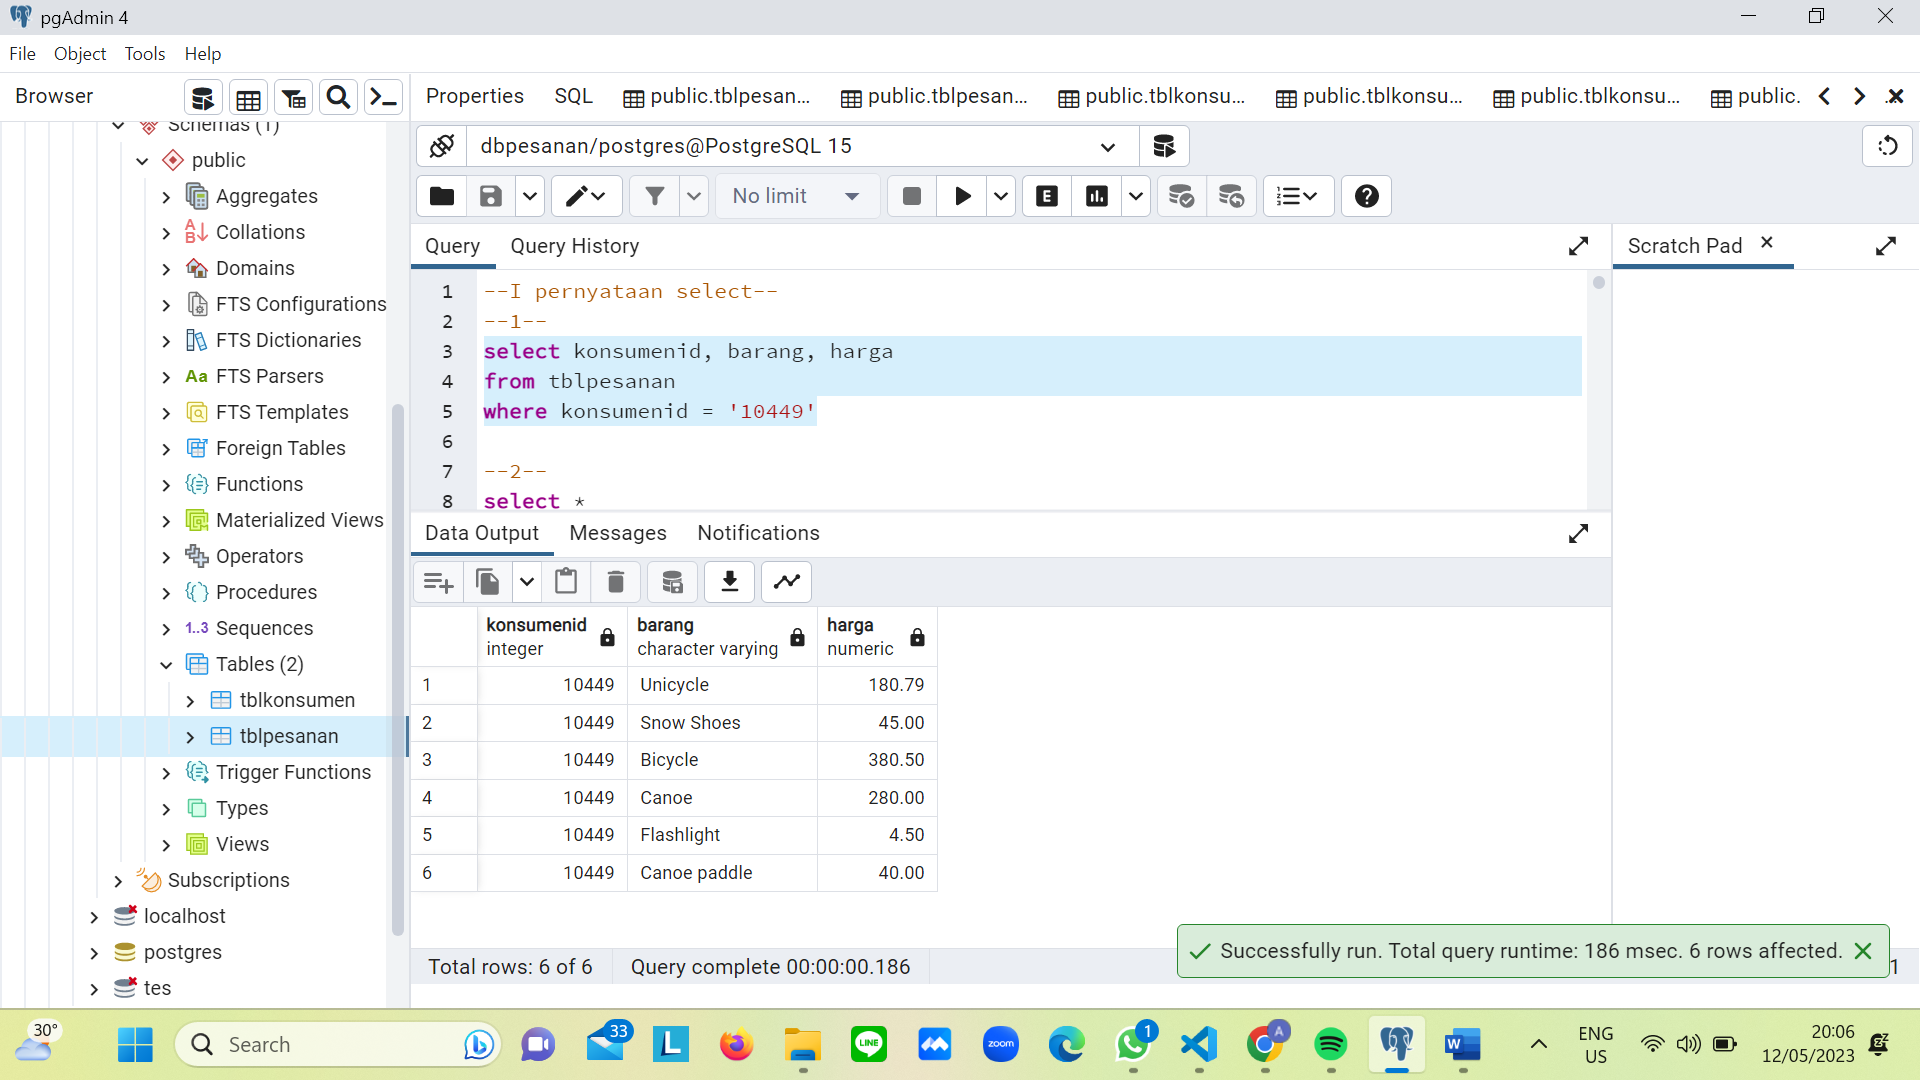 pgAdmin 4
File Object Tools Help
Browser
Properties SQL public.tblpesan... public.tblpesan... public.tblkonsu... public.tblkonsu... public.tblkonsu... public.
Schemas (1)
public
Aggregates
Collations
Domains
FTS Configurations
FTS Dictionaries
Aa FTS Parsers
FTS Templates
Foreign Tables
Functions
Materialized Views
Operators
Procedures
1..3 Sequences
Tables (2)
tblkonsumen
tblpesanan
Trigger Functions
Types
Views
Subscriptions
localhost
postgres
tes
dbpesanan/postgres@PostgreSQL 15
No limit
E
Query Query History
Scratch Pad
1 --I pernyataan select--
2 --1--
3 select konsumenid, barang, harga
4 from tblpesanan
5 where konsumenid = '10449'
6
7 --2--
8 select *
Data Output Messages Notifications
konsumenid barang harga
integer character varying numeric
1 10449 Unicycle 180.79
2 10449 Snow Shoes 45.00
3 10449 Bicycle 380.50
4 10449 Canoe 280.00
5 10449 Flashlight 4.50
6 10449 Canoe paddle 40.00
Successfully run. Total query runtime: 186 msec. 6 rows affected.
Total rows: 6 of 6 Query complete 00:00:00.186 1
30°
Search
33
L
LINE
zoom
1
A
W
ENG
US
20:06
12/05/2023